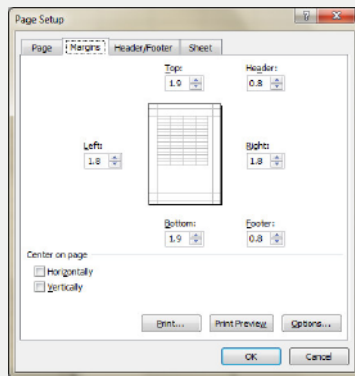 Page Setup
Page Margins Header/Footer Sheet
Top: Header:
1.9 0.8
Left: Right:
1.8 1.8
Bottom: Footer:
1.9 0.8
Center on page
Horizontally
Vertically
Print... Print Preview Options...
OK Cancel